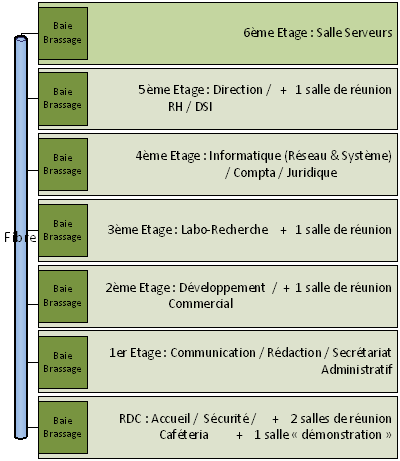 Baie
Brassage
6ème Etage : Salle Serveurs
Baie
Brassage
5ème Etage : Direction / + 1 salle de réunion
RH / DSI
Baie
Brassage
4ème Etage : Informatique (Réseau & Système)
/ Compta / Juridique
Fibre
Baie
Brassage
3ème Etage : Labo-Recherche + 1 salle de réunion
Baie
Brassage
2ème Etage : Développement / + 1 salle de réunion
Commercial
Baie
Brassage
1er Etage : Communication / Rédaction / Secrétariat
Administratif
Baie
Brassage
RDC : Accueil / Sécurité / + 2 salles de réunion
Caféteria + 1 salle « démonstration »